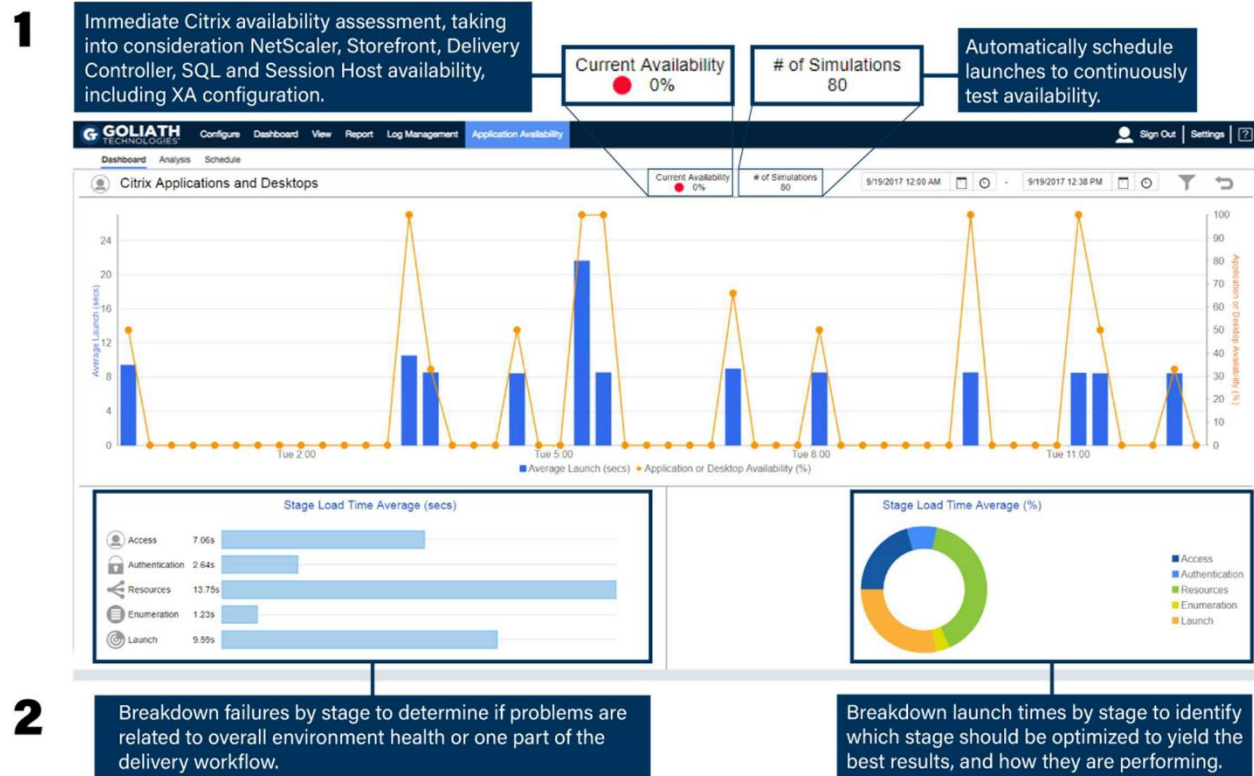 1
Immediate Citrix availability assessment, taking
into consideration NetScaler, Storefront, Delivery
Controller, SQL and Session Host availability,
including XA configuration.
Current Availability
0%
# of Simulations
80
Automatically schedule
launches to continuously
test availability.
G GOLIATH
TECHNOLOGIES
Configure Dashboard View Report Log Management Application Availability
Sign Out | Settings | ?
Dashboard Analysis Schedule
Citrix Applications and Desktops
Current Availability
0%
# of Simulations
80
9/19/2017 12:00 AM - 9/19/2017 12:38 PM
Average Launch (secs)
24
20
16
12
8
4
0
100
90
80
70
60
50
40
30
20
10
0
Application or Desktop Availability (%)
Tue 2:00 Tue 5:00 Tue 8:00 Tue 11:00
Average Launch (secs) Application or Desktop Availability (%)
Stage Load Time Average (secs)
Access 7.06s
Authentication 2.64s
Resources 13.75s
Enumeration 1.23s
Launch 9.59s
Stage Load Time Average (%)
Access
Authentication
Resources
Enumeration
Launch
2
Breakdown failures by stage to determine if problems are
related to overall environment health or one part of the
delivery workflow.
Breakdown launch times by stage to identify
which stage should be optimized to yield the
best results, and how they are performing.